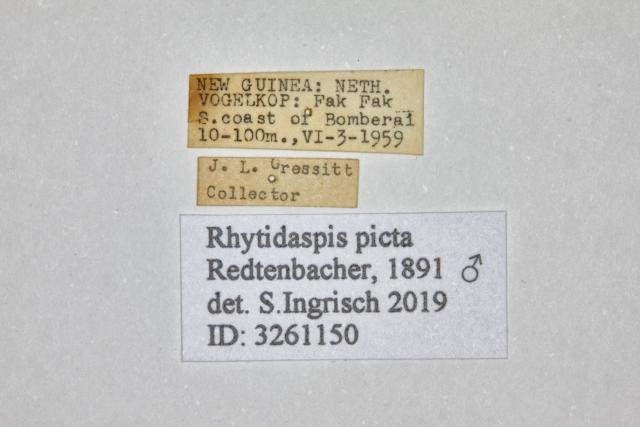 NEW GUINEA: NETH.
VOGELKOP: Fak Fak
S.coast of Bomberai
10-100m.,VI-3-1959
J. L. Gressitt
Collector
Rhytidaspis picta
Redtenbacher, 1891 ♂
det. S.Ingrisch 2019
ID: 3261150